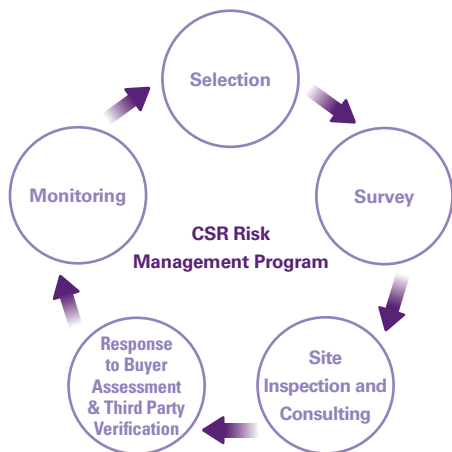 Selection
Monitoring
Survey
CSR Risk
Management Program
Response
to Buyer
Assessment
& Third Party
Verification
Site
Inspection and
Consulting